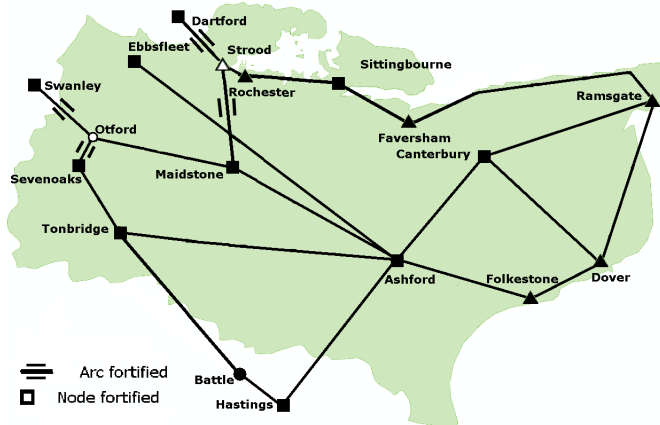 Dartford
Ebbsfleet
Strood
Sittingbourne
Swanley
Rochester
Ramsgate
Otford
Faversham
Canterbury
Sevenoaks
Maidstone
Tonbridge
Ashford
Folkestone
Dover
Arc fortified
Battle
Node fortified
Hastings